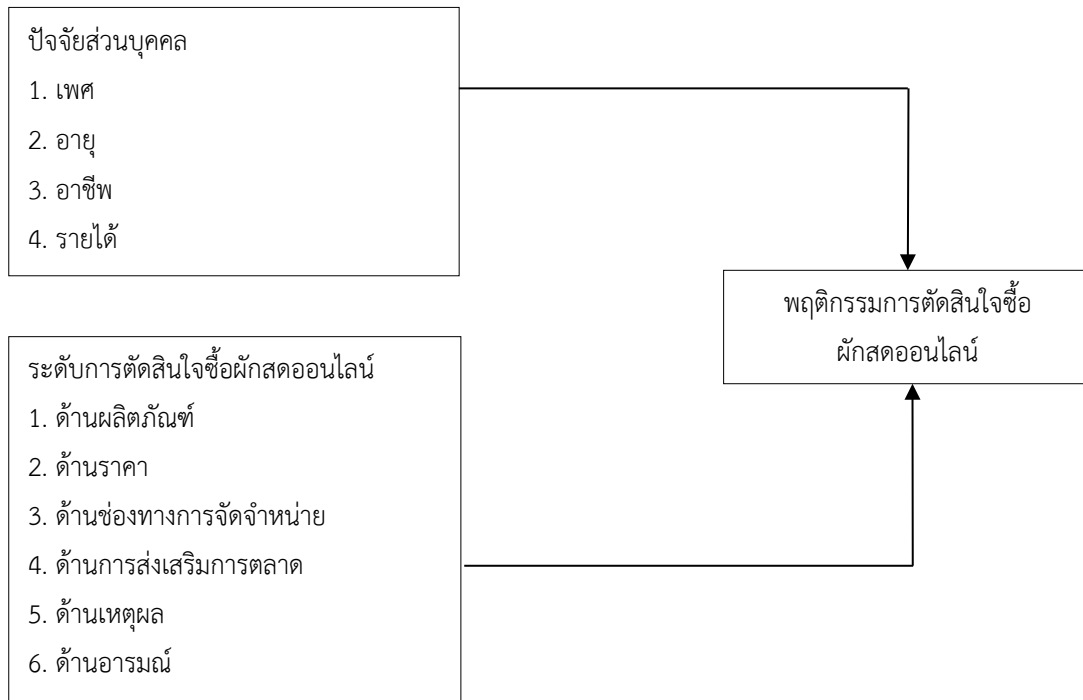 ปัจจัยส่วนบุคคล
1. เพศ
2. อายุ
3. อาชีพ
4. รายได้
พฤติกรรมการตัดสินใจซื้อ
ผักสดออนไลน์
ระดับการตัดสินใจซื้อผักสดออนไลน์
1. ด้านผลิตภัณฑ์
2. ด้านราคา
3. ด้านช่องทางการจัดจำหน่าย
4. ด้านการส่งเสริมการตลาด
5. ด้านเหตุผล
6. ด้านอารมณ์